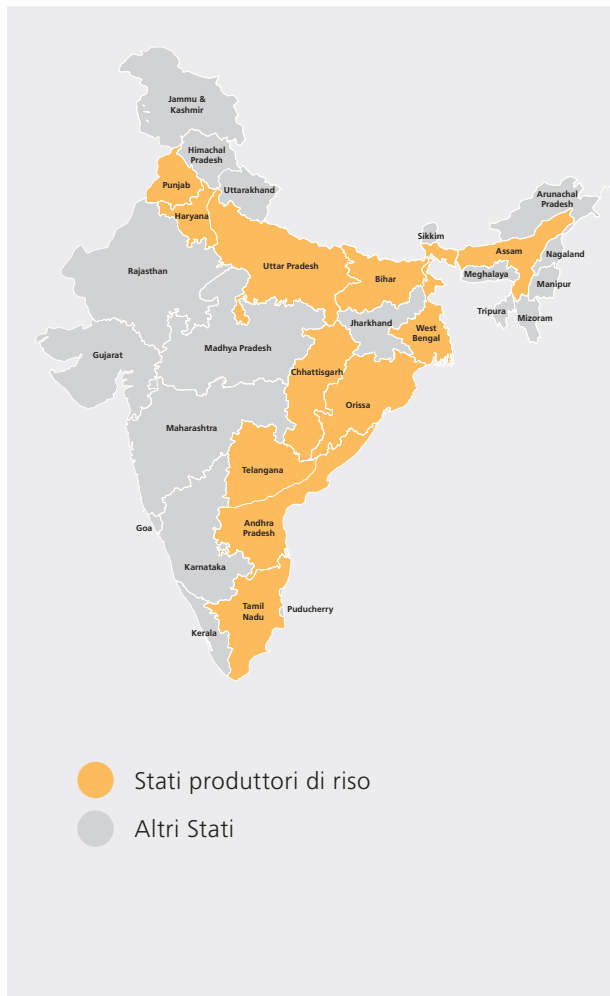 Jammu &
Kashmir
Himachal
Pradesh
Punjab
Uttarakhand
Haryana
Arunachal
Pradesh
Sikkim
Assam
Nagaland
Rajasthan
Uttar Pradesh
Bihar
Meghalaya
Manipur
Tripura
Mizoram
Jharkhand
West
Bengal
Gujarat
Madhya Pradesh
Chhattisgarh
Orissa
Maharashtra
Telangana
Goa
Andhra
Pradesh
Karnataka
Tamil
Nadu
Puducherry
Kerala
Stati produttori di riso
Altri Stati